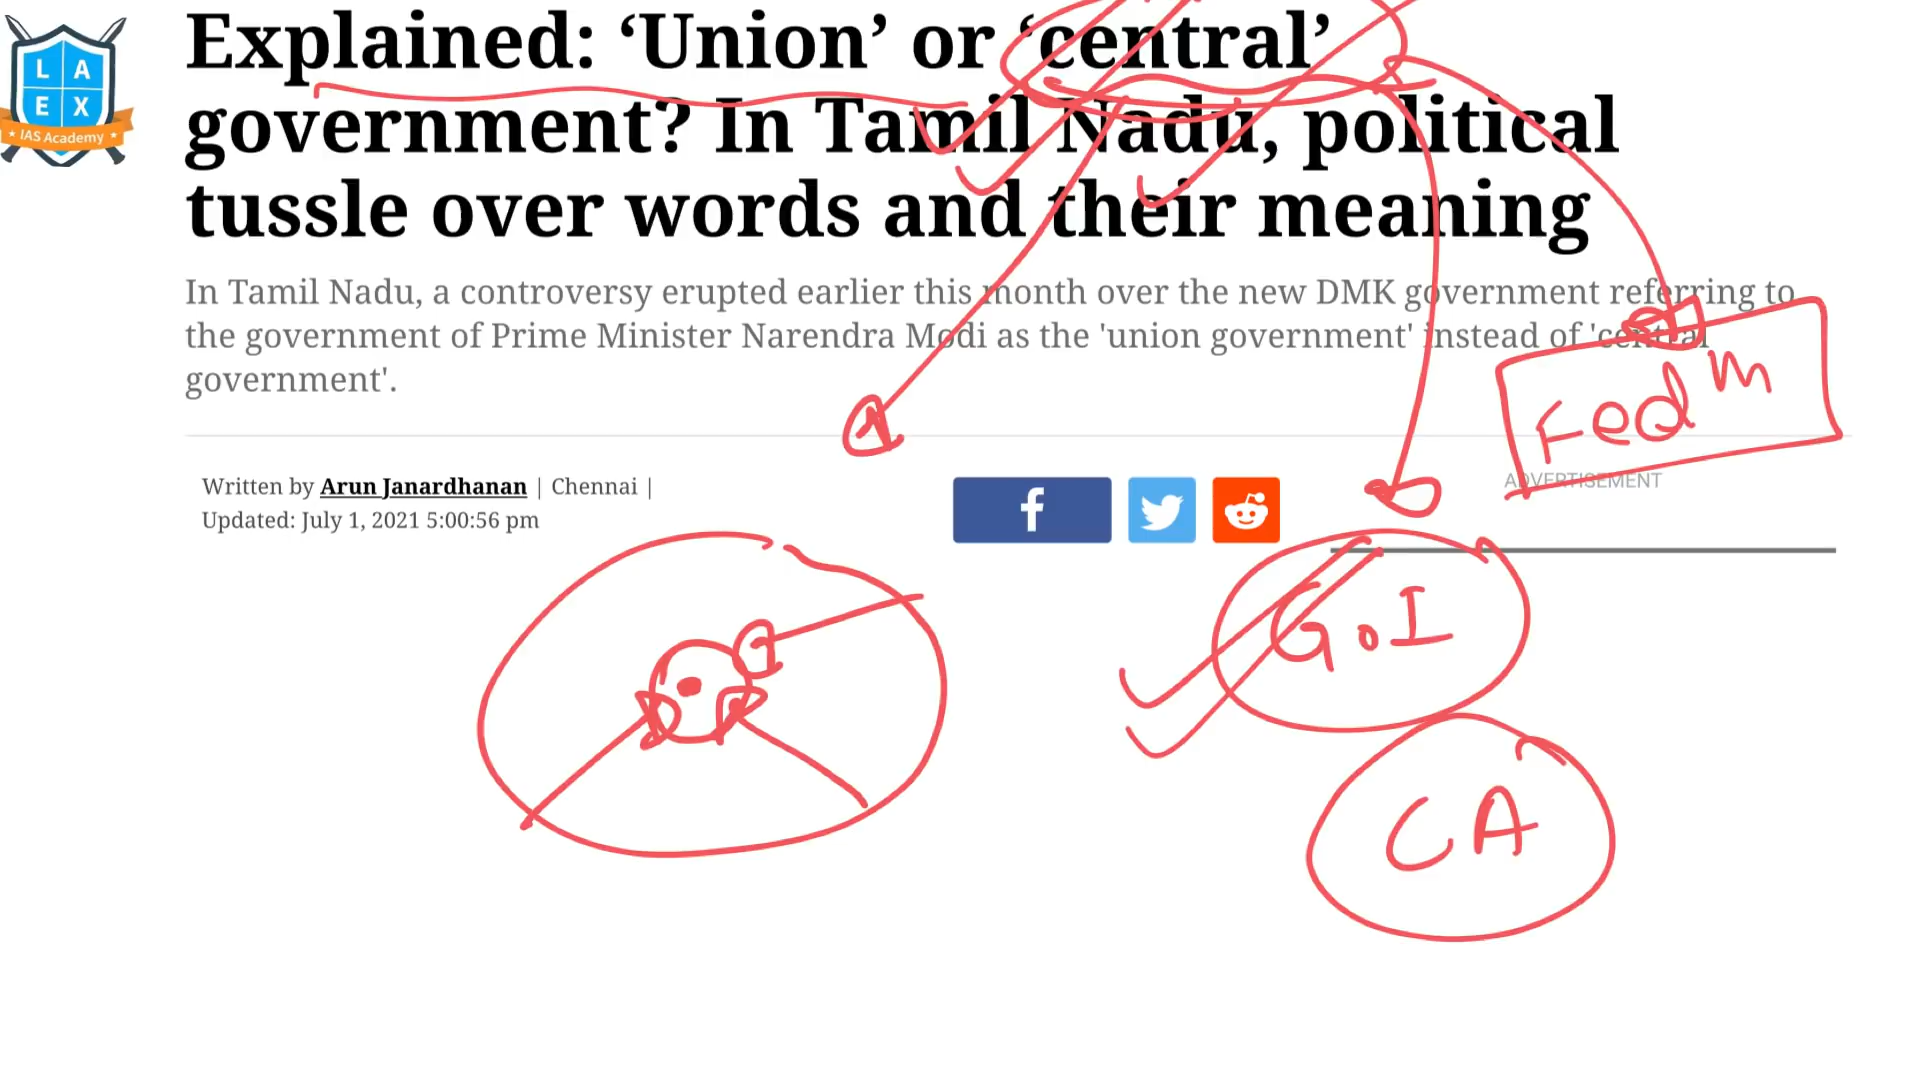 L A
E X
IAS Academy
Explained: ‘Union’ or ‘central’
government? In Tamil Nadu, political
tussle over words and their meaning
In Tamil Nadu, a controversy erupted earlier this month over the new DMK government referring to
the government of Prime Minister Narendra Modi as the 'union government' instead of 'central
government'.
Fed m
Written by Arun Janardhanan | Chennai |
Updated: July 1, 2021 5:00:56 pm
f
ADVERTISEMENT
GoI
CA